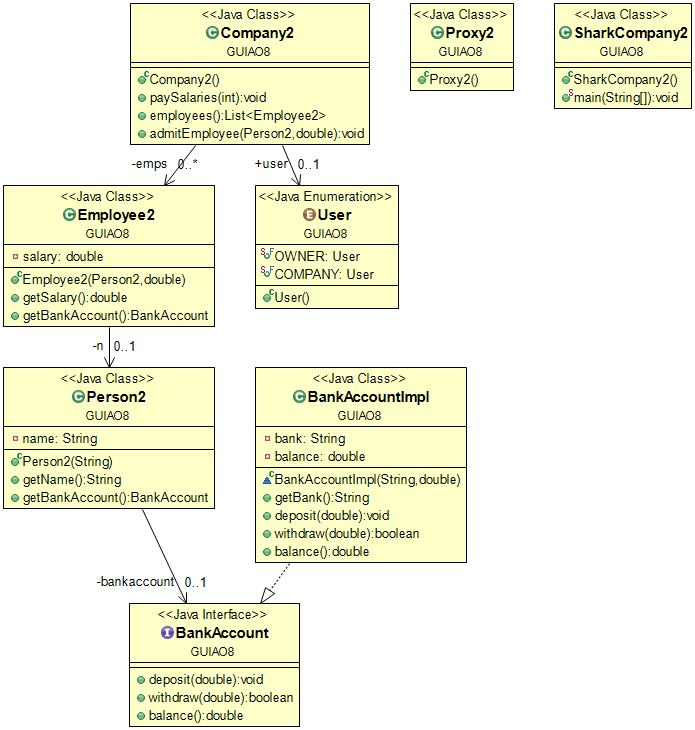 <<Java Class>>
Company2
GUIAO8
Company2()
paySalaries(int):void
employees():List<Employee2>
admitEmployee(Person2,double):void
<<Java Class>>
Proxy2
GUIAO8
Proxy2()
<<Java Class>>
SharkCompany2
GUIAO8
SharkCompany2()
main(String[]):void
-emps 0..*
+user 0..1
<<Java Class>>
Employee2
GUIAO8
salary: double
Employee2(Person2,double)
getSalary():double
getBankAccount():BankAccount
<<Java Enumeration>>
User
GUIAO8
OWNER: User
COMPANY: User
User()
-n 0..1
<<Java Class>>
Person2
GUIAO8
name: String
Person2(String)
getName():String
getBankAccount():BankAccount
<<Java Class>>
BankAccountImpl
GUIAO8
bank: String
balance: double
BankAccountImpl(String,double)
getBank():String
deposit(double):void
withdraw(double):boolean
balance():double
-bankaccount 0..1
<<Java Interface>>
BankAccount
GUIAO8
deposit(double):void
withdraw(double):boolean
balance():double